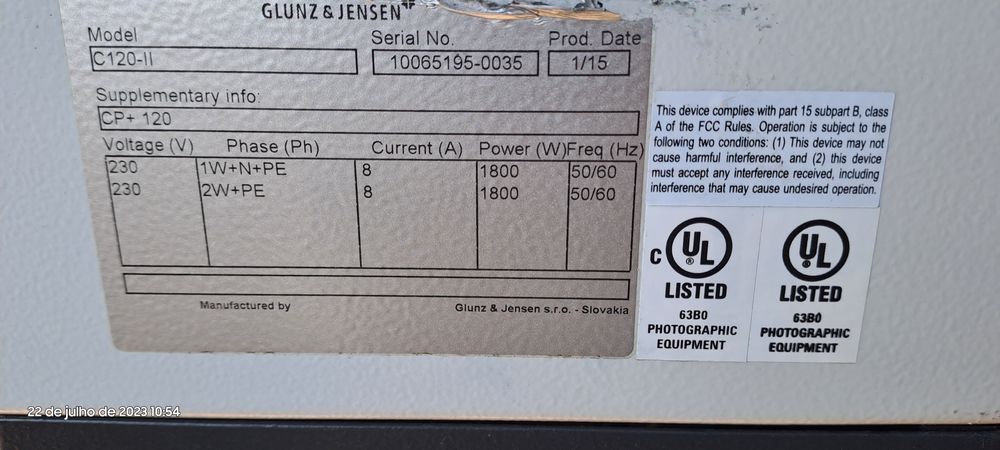 GLUNZ & JENSEN
Model Serial No. Prod. Date
C120-II 10065195-0035 1/15
Supplementary info:
CP+ 120
Voltage (V) Phase (Ph) Current (A) Power (W) Freq (Hz)
230 1W+N+PE 8 1800 50/60
230 2W+PE 8 1800 50/60
Manufactured by Glunz & Jensen s.r.o. - Slovakia
This device complies with part 15 subpart B, class
A of the FCC Rules. Operation is subject to the
following two conditions: (1) This device may not
cause harmful interference, and (2) this device
must accept any interference received, including
interference that may cause undesired operation.
C UL ®
LISTED
63B0
PHOTOGRAPHIC
EQUIPMENT
UL ®
LISTED
63B0
PHOTOGRAPHIC
EQUIPMENT
22 de julho de 2023 10:54